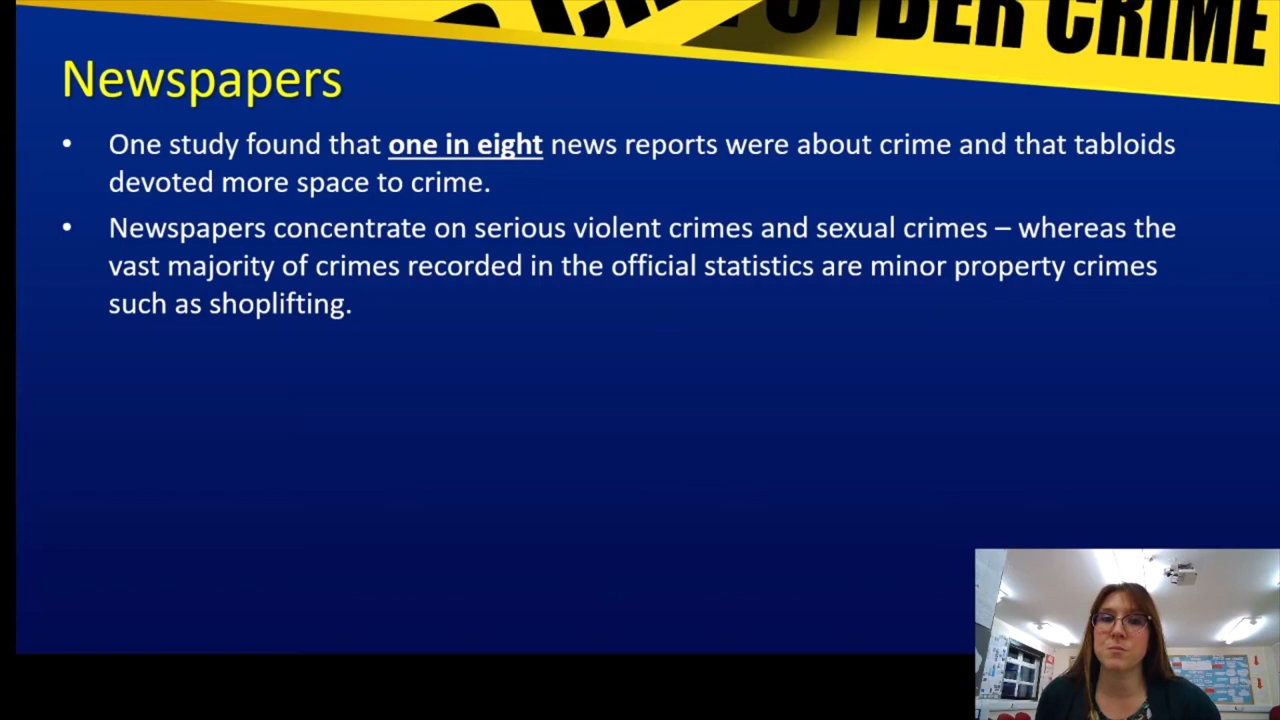 CYBER CRIME
Newspapers
• One study found that one in eight news reports were about crime and that tabloids
devoted more space to crime.
• Newspapers concentrate on serious violent crimes and sexual crimes – whereas the
vast majority of crimes recorded in the official statistics are minor property crimes
such as shoplifting.